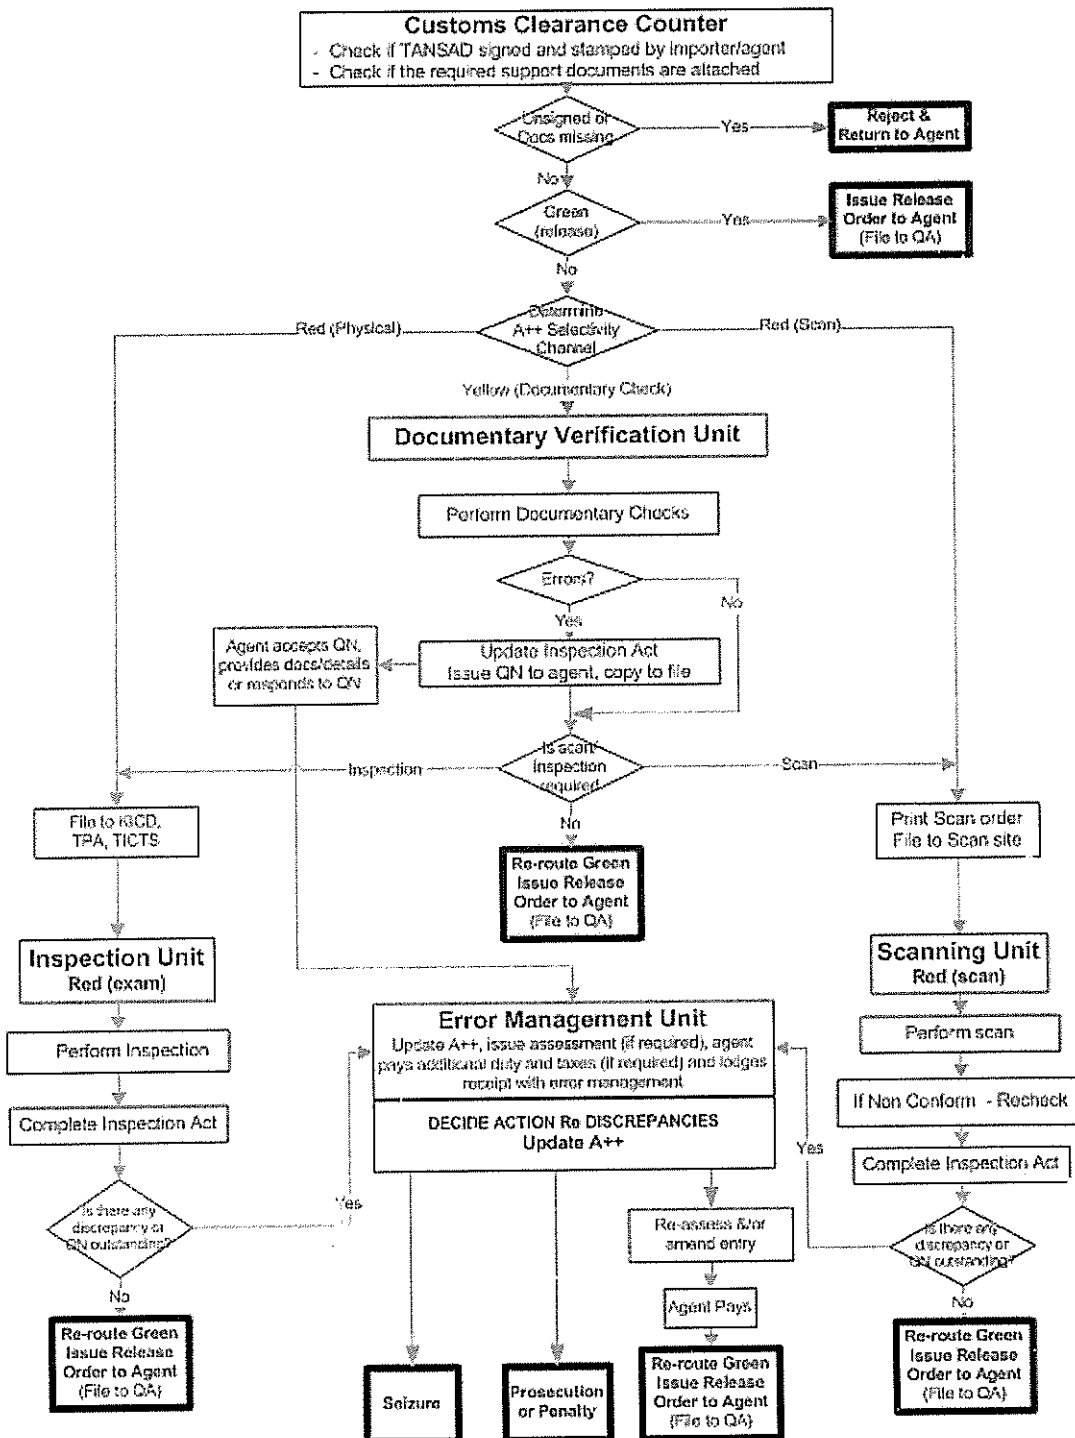 Customs Clearance Counter
- Check if TANSAD signed and stamped by importer/agent
- Check if the required support documents are attached
Unsigned or
Docs missing
Yes
Reject &
Return to Agent
No
Green
(release)
Yes
Issue Release
Order to Agent
(File to QA)
No
Determine
A++ Selectivity
Channel
Red (Physical)
Red (Scan)
Yellow (Documentary Check)
Documentary Verification Unit
Perform Documentary Checks
Errors?
No
Yes
Agent accepts QN,
provides docs/details
or responds to QN
Update Inspection Act
Issue QN to agent, copy to file
Is scan/
Inspection
required
Inspection
Scan
No
File to
TPA, TICTS
Print Scan order
File to Scan site
Re-route Green
Issue Release
Order to Agent
(File to QA)
Inspection Unit
Red (exam)
Scanning Unit
Red (scan)
Error Management Unit
Update A++, issue assessment (if required), agent
pays additional duty and taxes (if required) and lodges
receipt with error management
Perform Inspection
Perform scan
If Non Conform - Recheck
Complete Inspection Act
DECIDE ACTION Re DISCREPANCIES
Update A++
Yes
Complete Inspection Act
Yes
Is there any
discrepancy or
QN outstanding?
Re-assess &/or
amend entry
Is there any
discrepancy or
QN outstanding?
No
Agent Pays
No
Re-route Green
Issue Release
Order to Agent
(File to QA)
Seizure
Prosecution
or Penalty
Re-route Green
Issue Release
Order to Agent
(File to QA)
Re-route Green
Issue Release
Order to Agent
(File to QA)